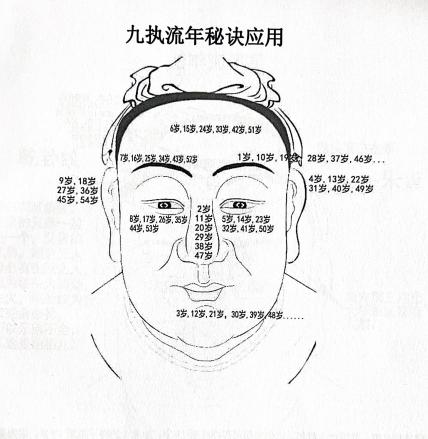 九执流年秘诀应用
6岁,15岁,24岁,33岁,42岁,51岁
7岁,16岁,25岁,34岁,43岁,52岁
1岁,10岁,19岁 28岁,37岁,46岁...
9岁,18岁
27岁,36岁
45岁,54岁
4岁,13岁,22岁
31岁,40岁,49岁
8岁,17岁,26岁,35岁
44岁,53岁
2岁
11岁
20岁
29岁
38岁
47岁
5岁,14岁,23岁
32岁,41岁,50岁
3岁,12岁,21岁,30岁,39岁,48岁......